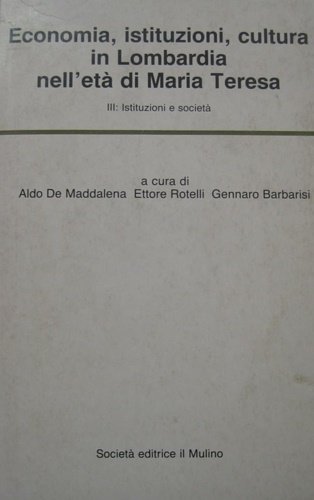 Economia, istituzioni, cultura
in Lombardia
nell'età di Maria Teresa
III: Istituzioni e società
a cura di
Aldo De Maddalena Ettore Rotelli Gennaro Barbarisi
Società editrice il Mulino